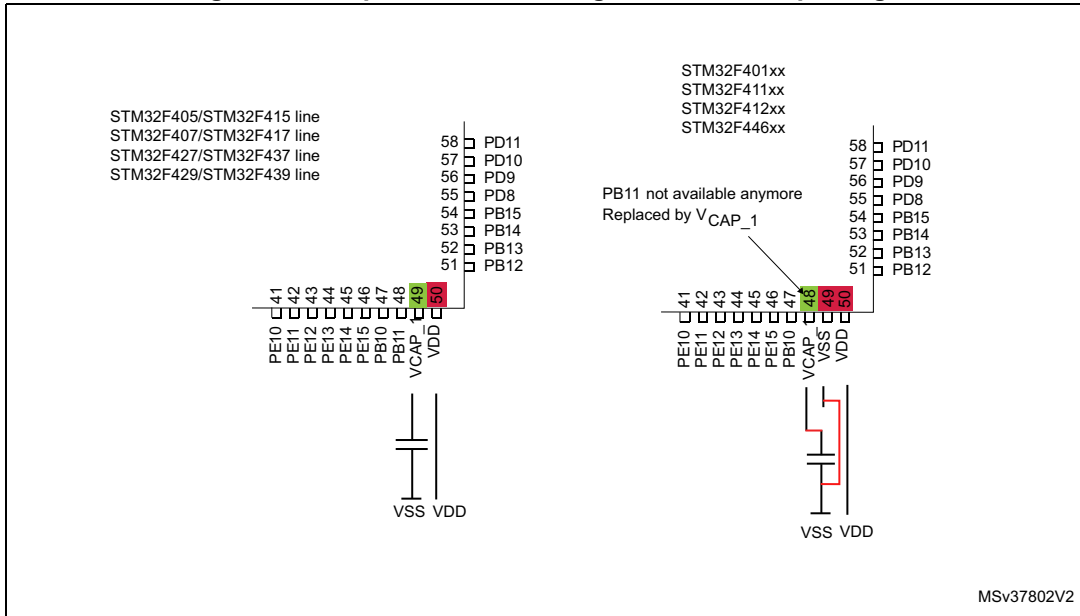 STM32F405/STM32F415 line
STM32F407/STM32F417 line
STM32F427/STM32F437 line
STM32F429/STM32F439 line
58 PD11
57 PD10
56 PD9
55 PD8
54 PB15
53 PB14
52 PB13
51 PB12
41 42 43 44 45 46 47 48 49 50
PE10 PE11 PE12 PE13 PE14 PE15 PB10 PB11 VCAP_1 VDD
VSS VDD
STM32F401xx
STM32F411xx
STM32F412xx
STM32F446xx
PB11 not available anymore
Replaced by VCAP_1
58 PD11
57 PD10
56 PD9
55 PD8
54 PB15
53 PB14
52 PB13
51 PB12
41 42 43 44 45 46 47 48 49 50
PE10 PE11 PE12 PE13 PE14 PE15 PB10 VCAP_1 VSS VDD
VSS VDD
MSv37802V2